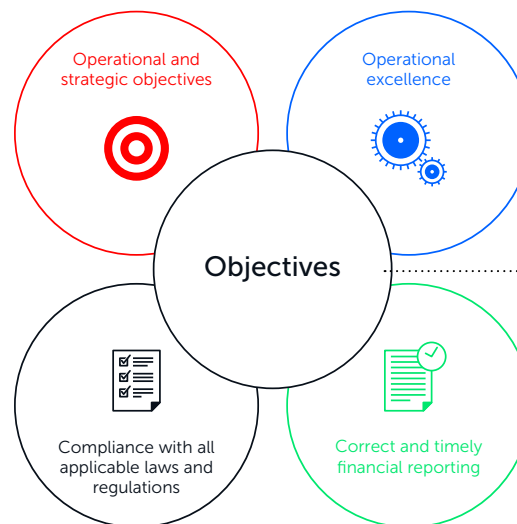 Operational and
strategic objectives
Operational
excellence
Objectives
Compliance with all
applicable laws and
regulations
Correct and timely
financial reporting